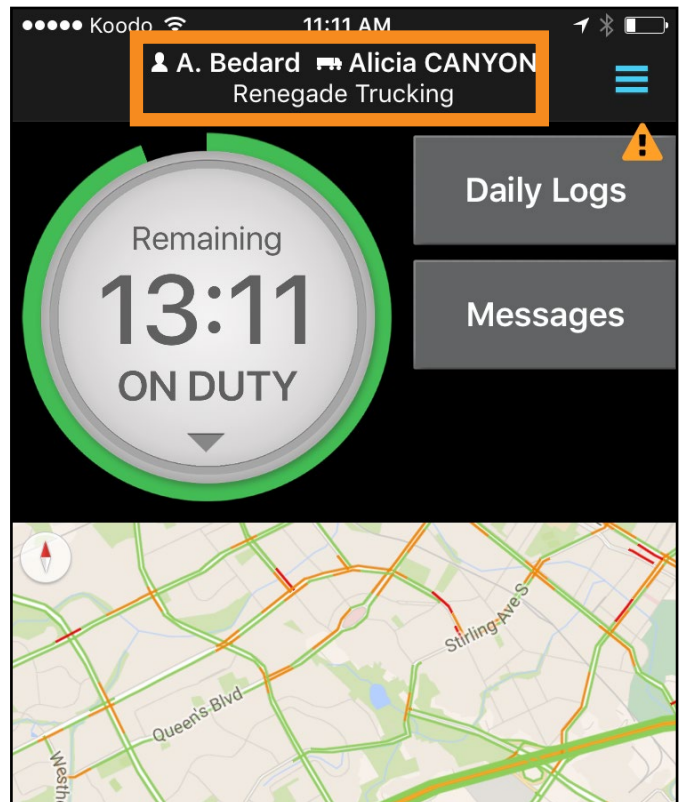 Koodo 11:11 AM
A. Bedard Alicia CANYON
Renegade Trucking
Daily Logs
Remaining
13:11
ON DUTY
Messages
Stirling Ave S
Queen's Blvd
Westh